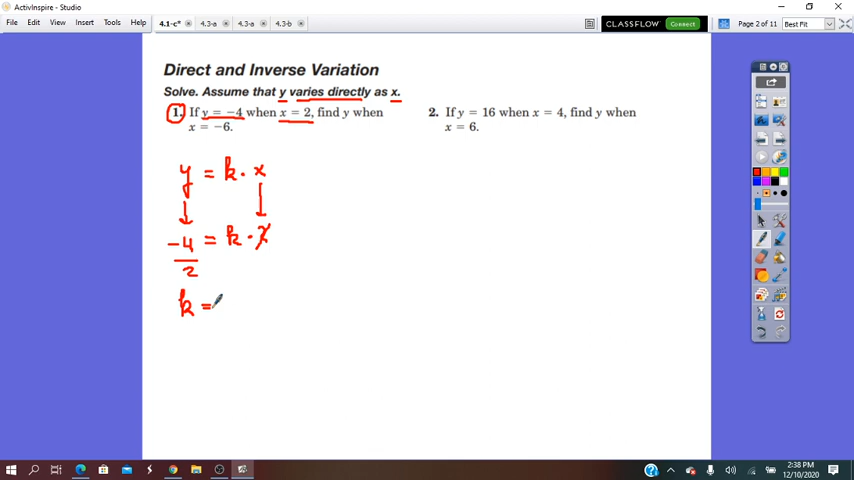 ActivInspire - Studio
File Edit View Insert Tools Help
4.1-c* 4.3-a 4.3-a 4.3-b
CLASSFLOW Connect
Page 2 of 11
Best Fit
Direct and Inverse Variation
Solve. Assume that y varies directly as x.
1. If y = −4 when x = 2, find y when
x = −6.
2. If y = 16 when x = 4, find y when
x = 6.
y = k · x
-4 = k · 2
2
k =
2:38 PM
12/10/2020